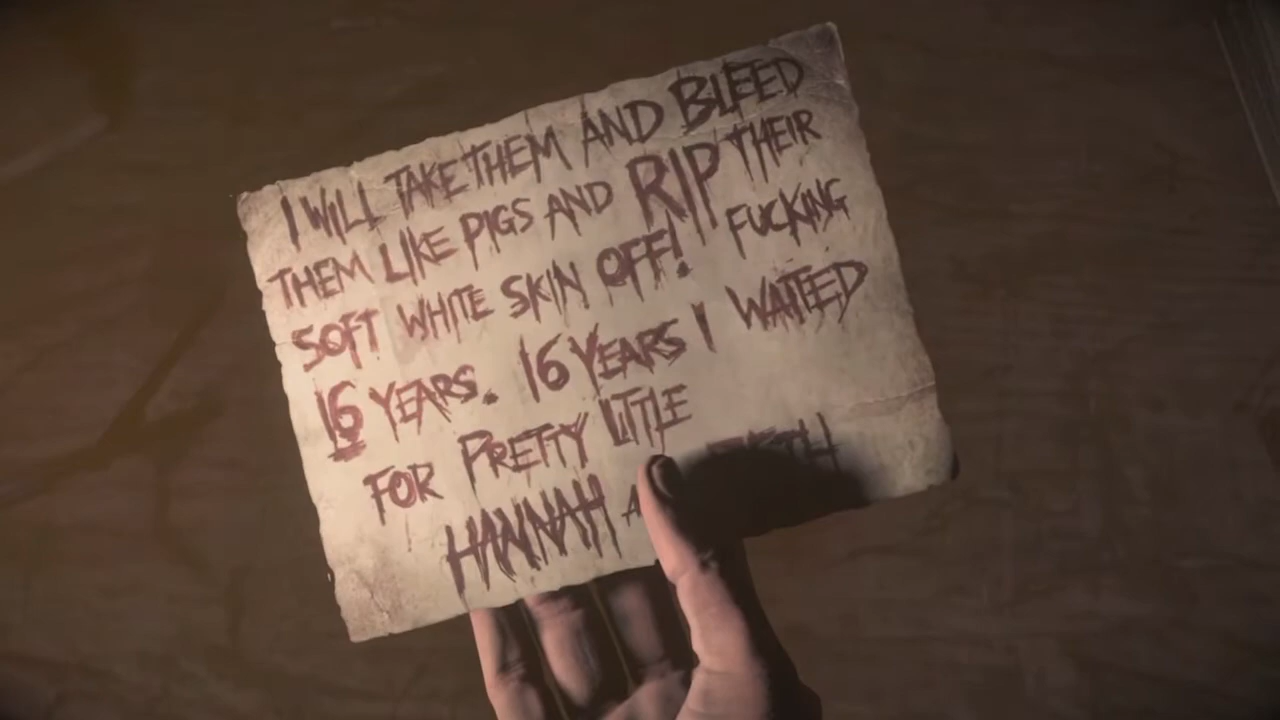 I WILL TAKE THEM AND BLEED
THEM LIKE PIGS AND RIP THEIR
SOFT WHITE SKIN OFF! FUCKING
16 YEARS. 16 YEARS I WAITED
FOR PRETTY LITTLE
HANNAH